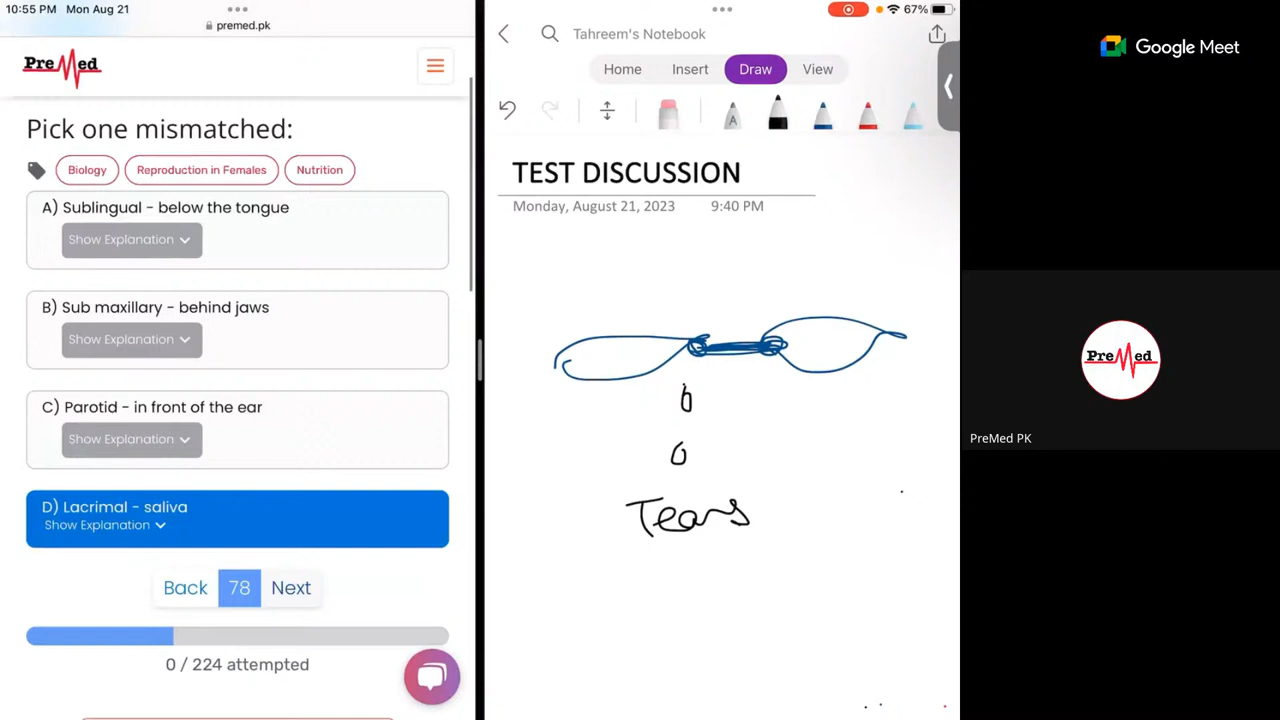 10:55 PM Mon Aug 21
premed.pk
PreMed
Pick one mismatched:
Biology
Reproduction in Females
Nutrition
A) Sublingual - below the tongue
Show Explanation
B) Sub maxillary - behind jaws
Show Explanation
C) Parotid - in front of the ear
Show Explanation
D) Lacrimal - saliva
Show Explanation
Back 78 Next
0 / 224 attempted
67%
Tahreem's Notebook
Home Insert Draw View
A
TEST DISCUSSION
Monday, August 21, 2023 9:40 PM
Tears
Google Meet
PreMed
PreMed PK